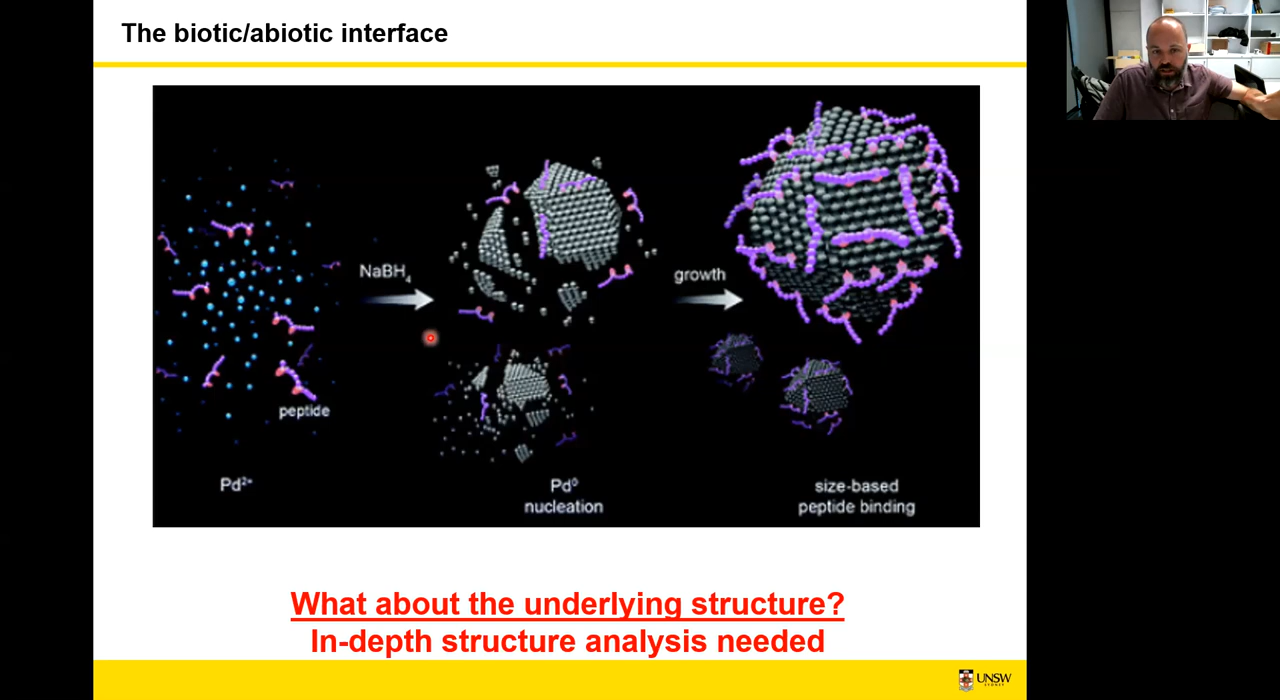 The biotic/abiotic interface
NaBH₄
growth
peptide
Pd²⁺
Pd⁰
nucleation
size-based
peptide binding
What about the underlying structure?
In-depth structure analysis needed
UNSW
SYDNEY